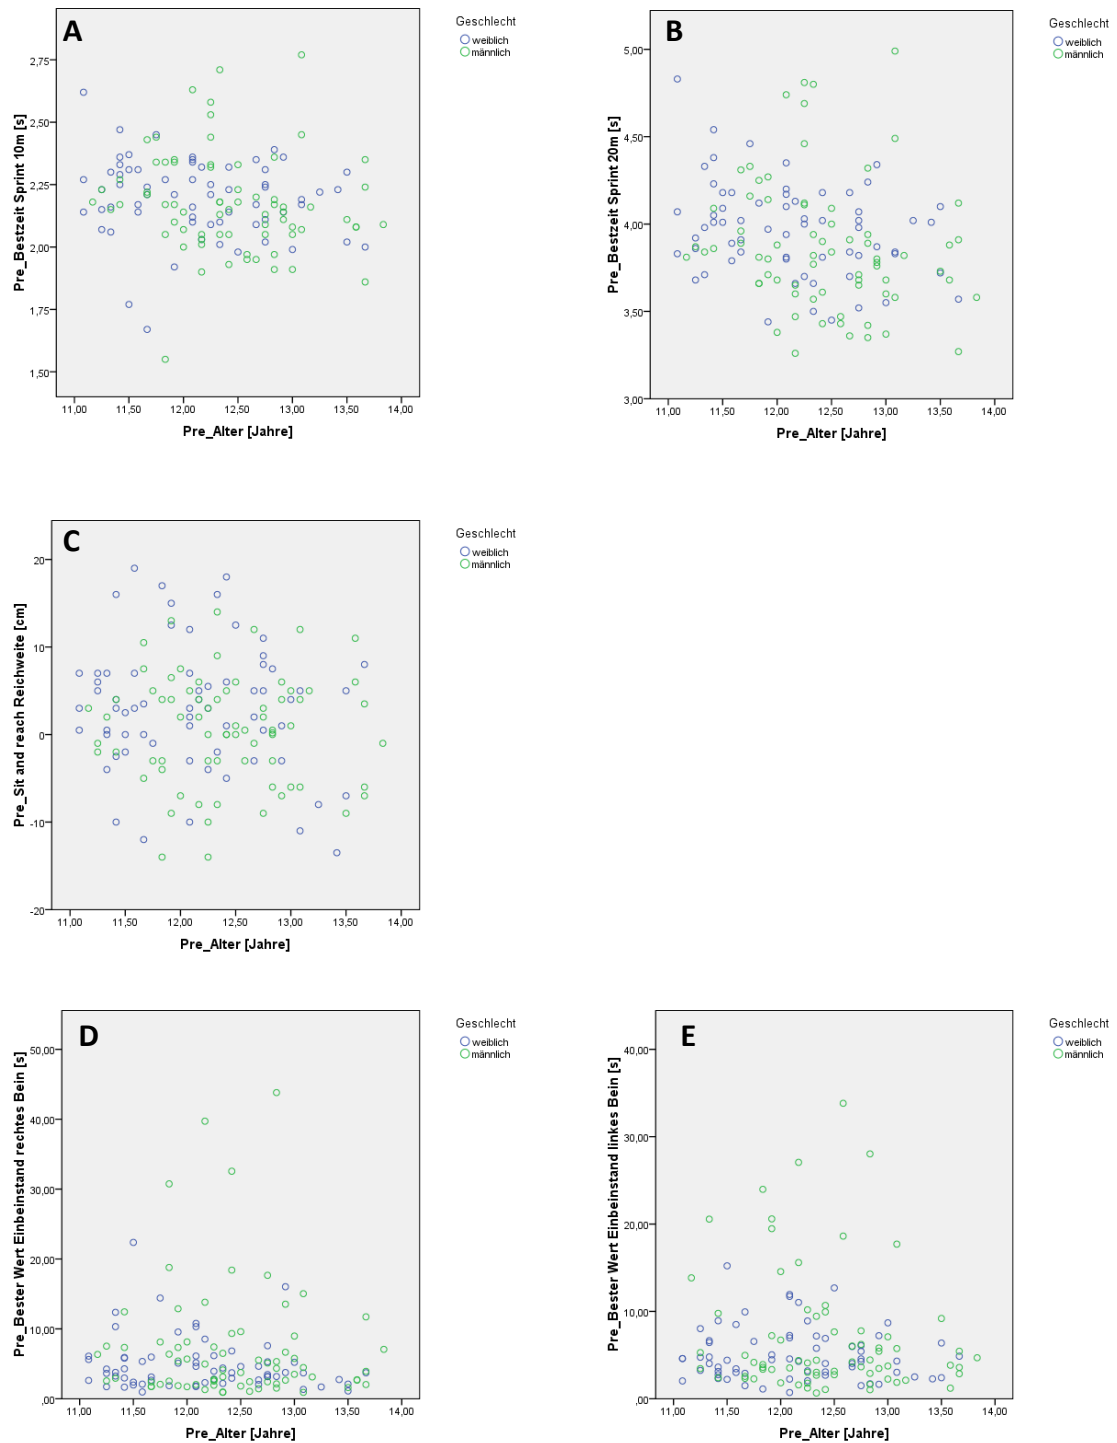 A
Geschlecht
weiblich
männlich
Pre_Bestzeit Sprint 10m [s]
2,75
2,50
2,25
2,00
1,75
1,50
11,00 11,50 12,00 12,50 13,00 13,50 14,00
Pre_Alter [Jahre]
B
Geschlecht
weiblich
männlich
Pre_Bestzeit Sprint 20m [s]
5,00
4,50
4,00
3,50
3,00
11,00 11,50 12,00 12,50 13,00 13,50 14,00
Pre_Alter [Jahre]
C
Geschlecht
weiblich
männlich
Pre_Sit and reach Reichweite [cm]
20
10
0
-10
-20
11,00 11,50 12,00 12,50 13,00 13,50 14,00
Pre_Alter [Jahre]
D
Geschlecht
weiblich
männlich
Pre_Bester Wert Einbeinstand rechtes Bein [s]
50,00
40,00
30,00
20,00
10,00
,00
11,00 11,50 12,00 12,50 13,00 13,50 14,00
Pre_Alter [Jahre]
E
Geschlecht
weiblich
männlich
Pre_Bester Wert Einbeinstand linkes Bein [s]
40,00
30,00
20,00
10,00
,00
11,00 11,50 12,00 12,50 13,00 13,50 14,00
Pre_Alter [Jahre]